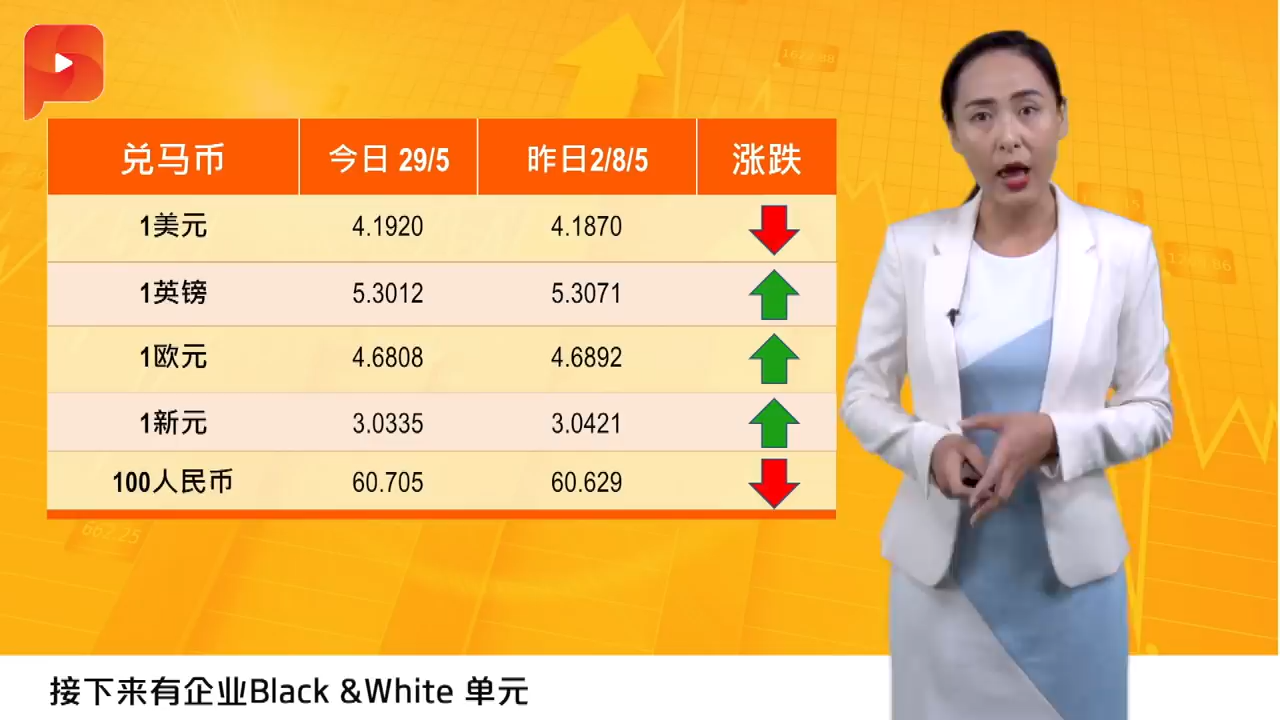 兑马币 今日 29/5 昨日2/8/5 涨跌
1美元 4.1920 4.1870
1英镑 5.3012 5.3071
1欧元 4.6808 4.6892
1新元 3.0335 3.0421
100人民币 60.705 60.629
662.25
接下来有企业Black &White 单元